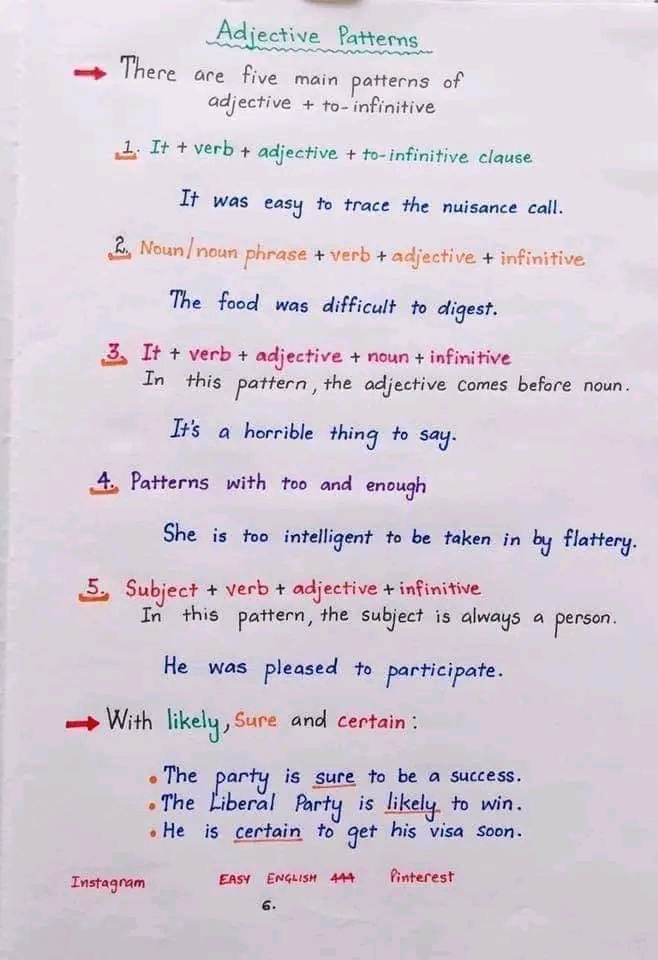 Adjective Patterns
→ There are five main patterns of
adjective + to-infinitive
1. It + verb + adjective + to-infinitive clause
It was easy to trace the nuisance call.
2. Noun/noun phrase + verb + adjective + infinitive
The food was difficult to digest.
3. It + verb + adjective + noun + infinitive
In this pattern, the adjective comes before noun.
It's a horrible thing to say.
4. Patterns with too and enough
She is too intelligent to be taken in by flattery.
5. Subject + verb + adjective + infinitive
In this pattern, the subject is always a person.
He was pleased to participate.
→ With likely, Sure and certain:
• The party is sure to be a success.
• The Liberal Party is likely to win.
• He is certain to get his visa soon.
Instagram EASY ENGLISH 444 Pinterest
6.